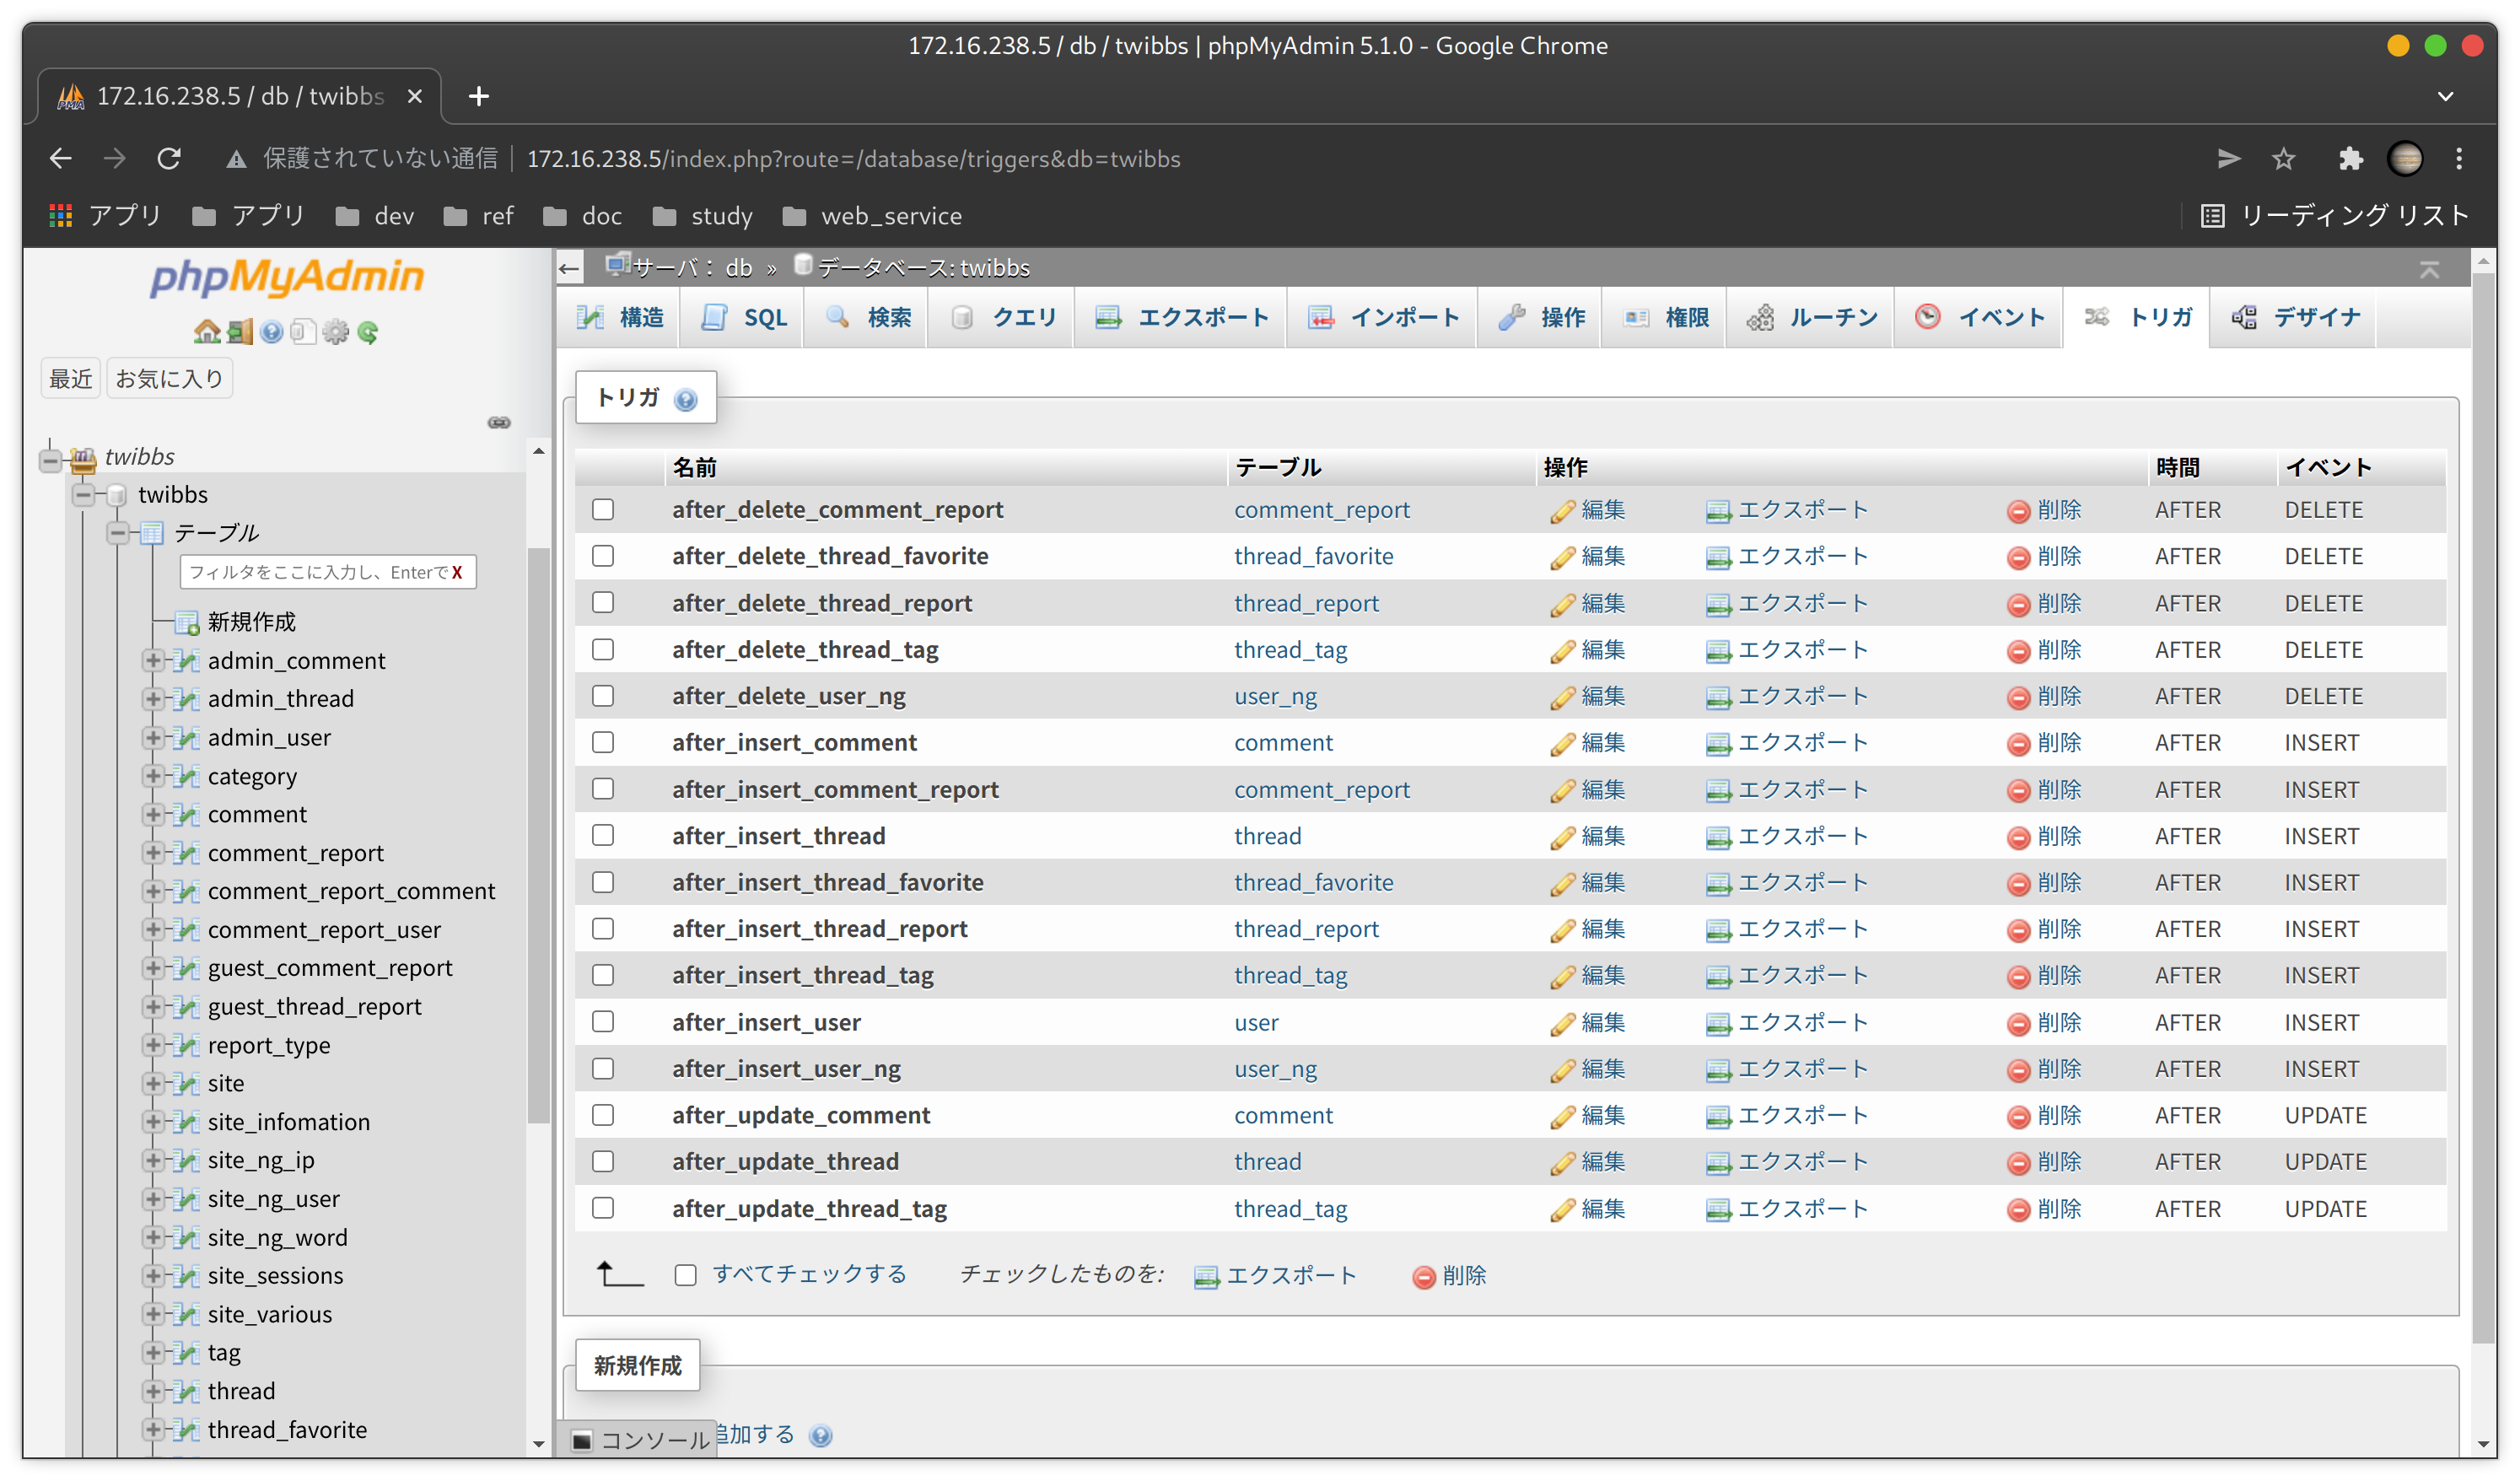 172.16.238.5 / db / twibbs | phpMyAdmin 5.1.0 - Google Chrome
172.16.238.5 / db / twibbs
保護されていない通信 172.16.238.5/index.php?route=/database/triggers&db=twibbs
アプリ アプリ dev ref doc study web_service リーディング リスト
phpMyAdmin
最近 お気に入り
twibbs
twibbs
テーブル
フィルタをここに入力し、Enterで X
新規作成
admin_comment
admin_thread
admin_user
category
comment
comment_report
comment_report_comment
comment_report_user
guest_comment_report
guest_thread_report
report_type
site
site_infomation
site_ng_ip
site_ng_user
site_ng_word
site_sessions
site_various
tag
thread
thread_favorite
サーバ： db » データベース: twibbs
構造 SQL 検索 クエリ エクスポート インポート 操作 権限 ルーチン イベント トリガ デザイナ
トリガ
名前 テーブル 操作 時間 イベント
after_delete_comment_report comment_report 編集 エクスポート 削除 AFTER DELETE
after_delete_thread_favorite thread_favorite 編集 エクスポート 削除 AFTER DELETE
after_delete_thread_report thread_report 編集 エクスポート 削除 AFTER DELETE
after_delete_thread_tag thread_tag 編集 エクスポート 削除 AFTER DELETE
after_delete_user_ng user_ng 編集 エクスポート 削除 AFTER DELETE
after_insert_comment comment 編集 エクスポート 削除 AFTER INSERT
after_insert_comment_report comment_report 編集 エクスポート 削除 AFTER INSERT
after_insert_thread thread 編集 エクスポート 削除 AFTER INSERT
after_insert_thread_favorite thread_favorite 編集 エクスポート 削除 AFTER INSERT
after_insert_thread_report thread_report 編集 エクスポート 削除 AFTER INSERT
after_insert_thread_tag thread_tag 編集 エクスポート 削除 AFTER INSERT
after_insert_user user 編集 エクスポート 削除 AFTER INSERT
after_insert_user_ng user_ng 編集 エクスポート 削除 AFTER INSERT
after_update_comment comment 編集 エクスポート 削除 AFTER UPDATE
after_update_thread thread 編集 エクスポート 削除 AFTER UPDATE
after_update_thread_tag thread_tag 編集 エクスポート 削除 AFTER UPDATE
すべてチェックする チェックしたものを: エクスポート 削除
新規作成
追加する
コンソール